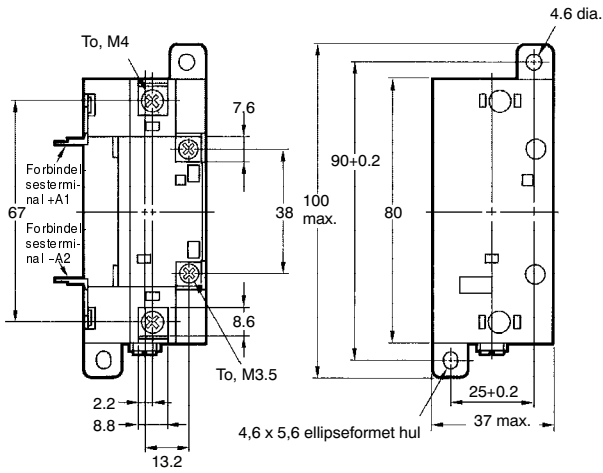 4.6 dia.
To, M4
7,6
Forbindel
sestermi-
nal +A1
67
Forbindel
sestermi-
nal –A2
38
100
max.
90+0.2
80
8.6
To, M3.5
2.2
8.8
13.2
25+0.2
37 max.
4,6 x 5,6 ellipseformet hul